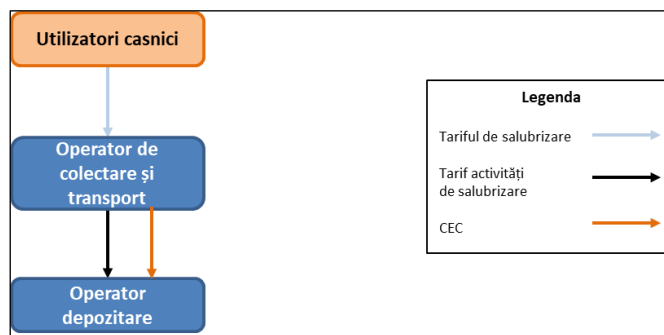 Utilizatori casnici
Operator de
colectare și
transport
Operator
depozitare
Legenda
Tariful de salubrizare
Tarif activități
de salubrizare
CEC